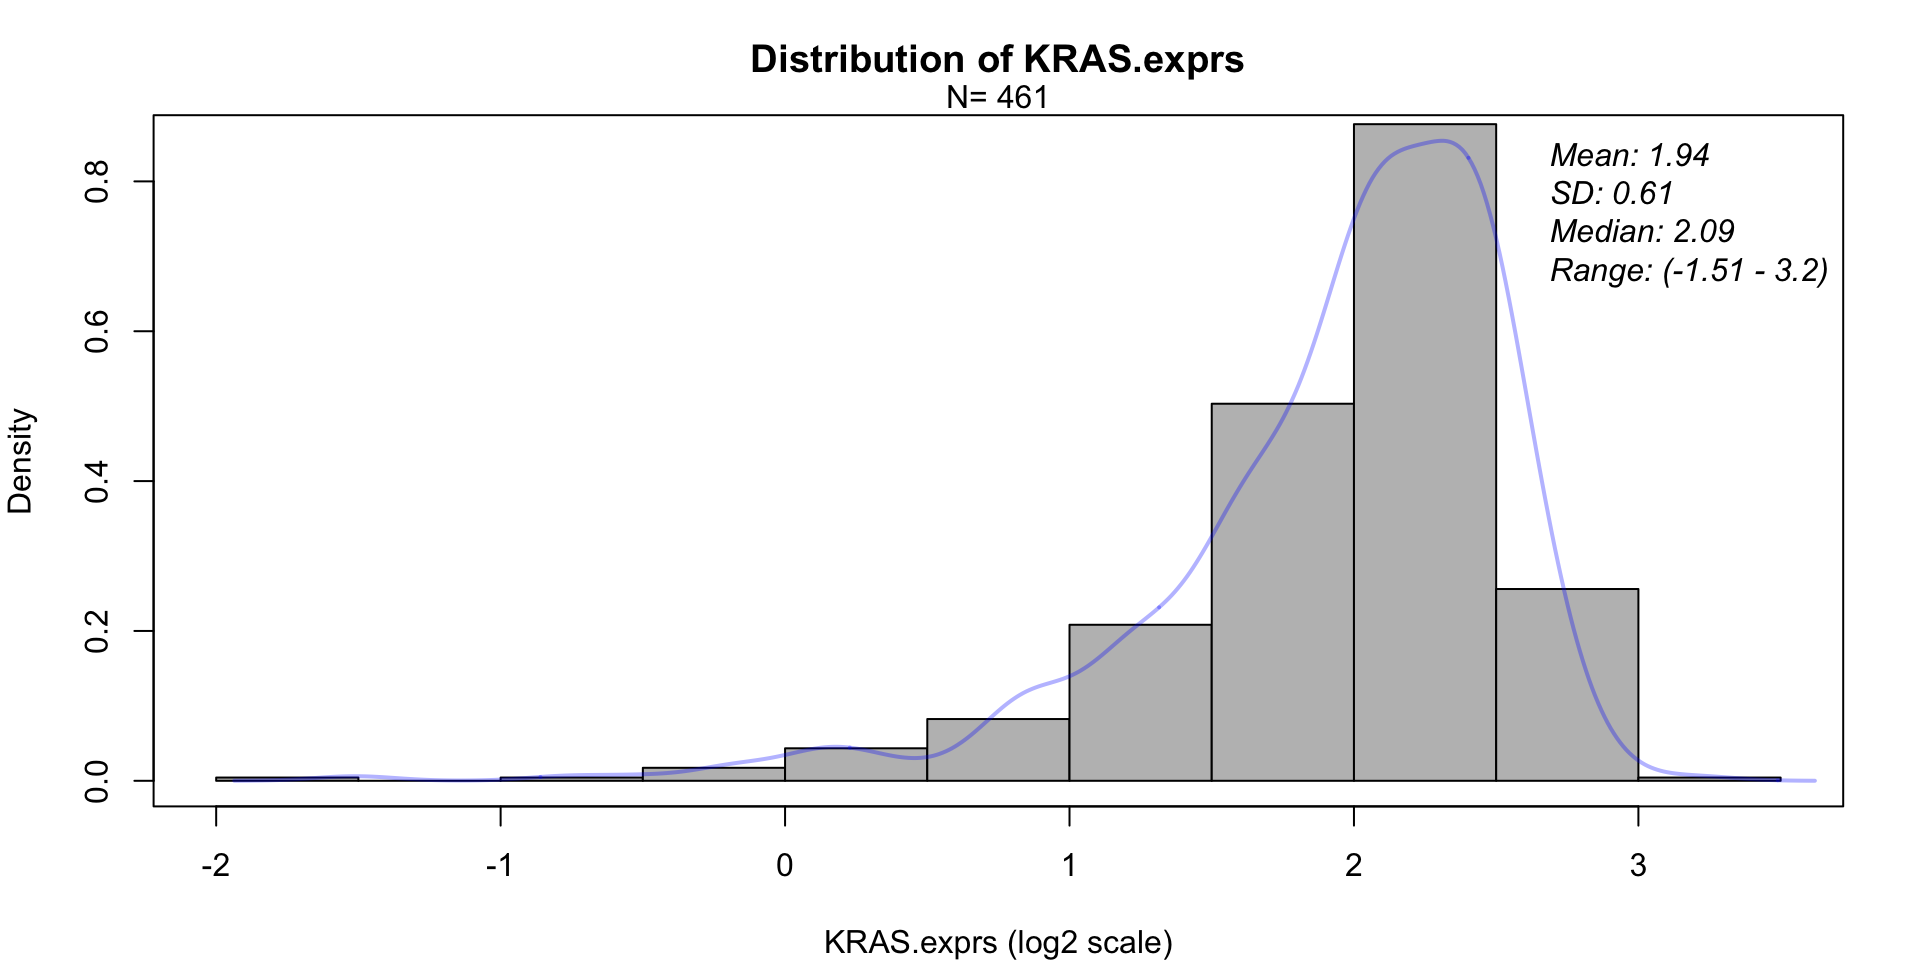 Distribution of KRAS.exprs
N= 461
Mean: 1.94
SD: 0.61
Median: 2.09
Range: (-1.51 - 3.2)
Density
0.8
0.6
0.4
0.2
0.0
-2 -1 0 1 2 3
KRAS.exprs (log2 scale)